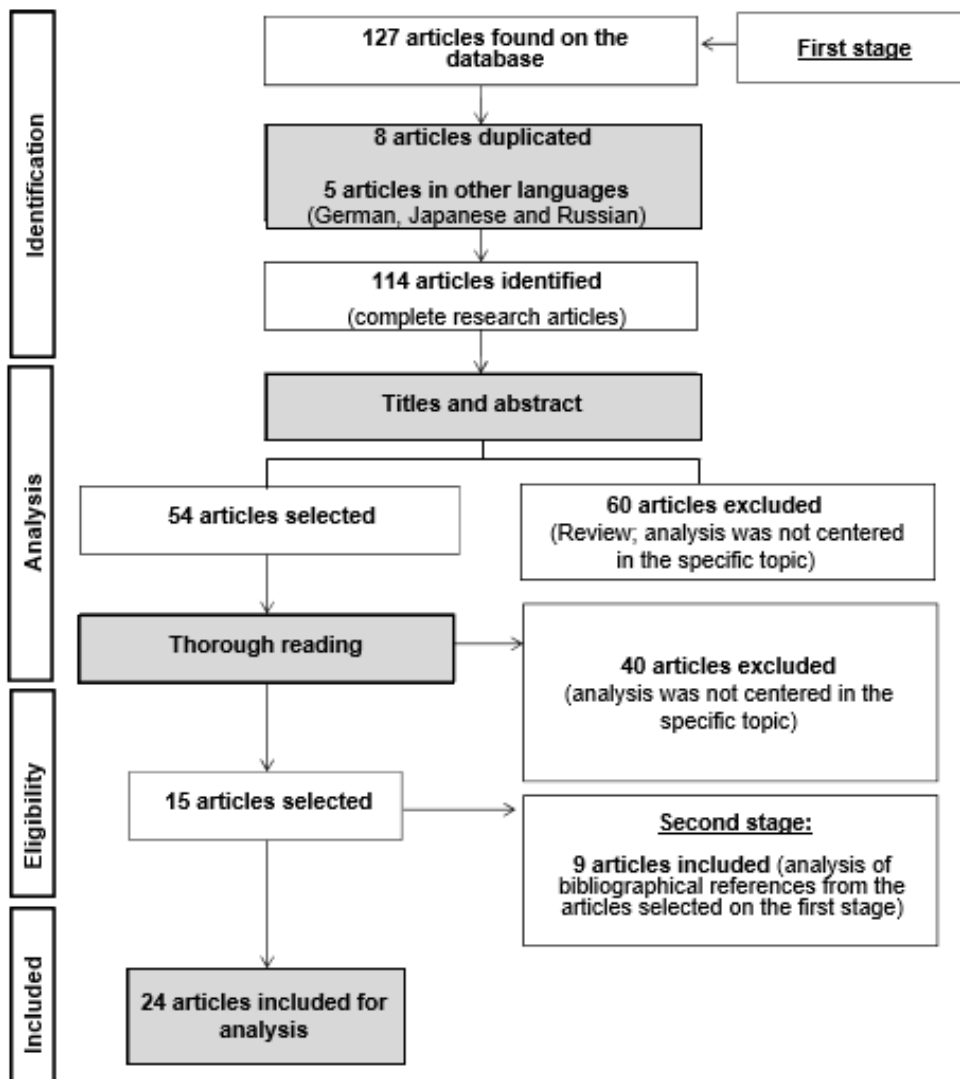 127 articles found on the
database
First stage
8 articles duplicated
5 articles in other languages
(German, Japanese and Russian)
114 articles identified
(complete research articles)
Identification
Titles and abstract
54 articles selected
60 articles excluded
(Review; analysis was not centered
in the specific topic)
Analysis
Thorough reading
40 articles excluded
(analysis was not centered in the
specific topic)
15 articles selected
Second stage:
9 articles included (analysis of
bibliographical references from the
articles selected on the first stage)
Eligibility
24 articles included for
analysis
Included